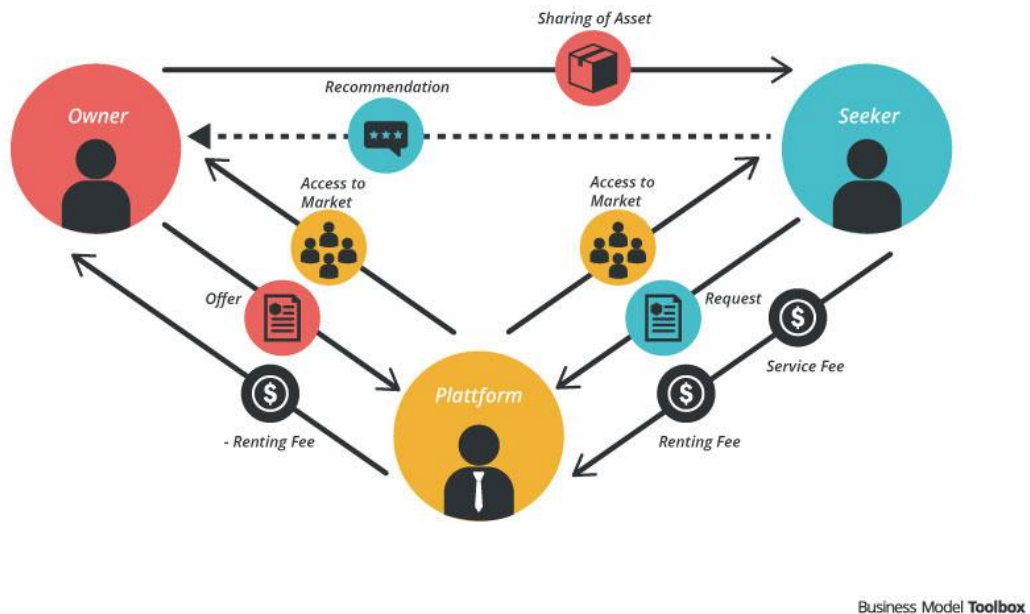 Sharing of Asset
Recommendation
Owner
Seeker
Access to
Market
Access to
Market
Offer
Request
Service Fee
Plattform
- Renting Fee
Renting Fee
$
$
$
Business Model Toolbox